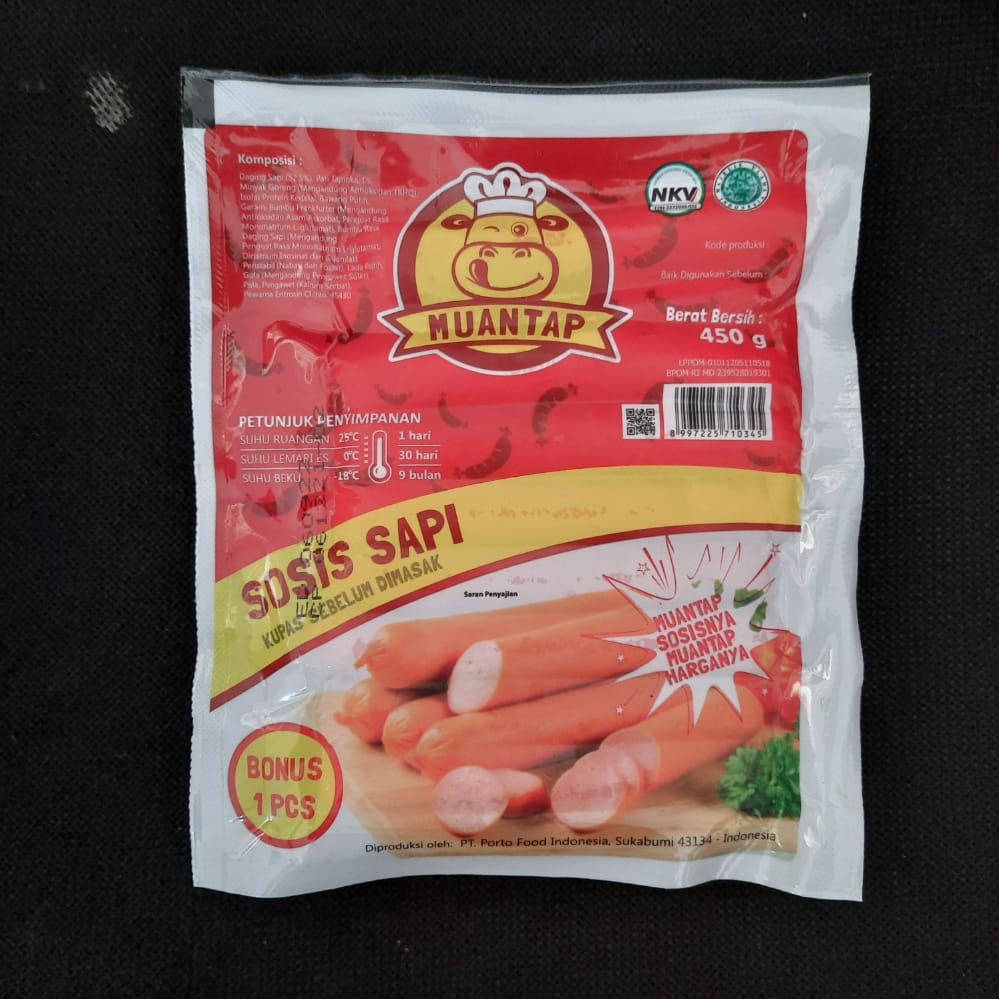 Komposisi :
Daging Sapi (52,5%), Pati Tapioka, Es,
Minyak Goreng (Mengandung Antioksidan TBHQ)
Isolat Protein Kedelai, Bawang Putih,
Garam, Bumbu Frankfurter (Mengandung
Antioksidan Asam Askorbat, Penguat Rasa
Mononatrium L-glutamat), Bumbu Rasa
Daging Sapi (Mengandung
Penguat Rasa Mononatrium L-glutamat,
Dinatrium Inosinat dan Guanilat)
Penstabil (Nabati dan Fosfat), Lada Putih,
Gula (Mengandung Pengawet Sulfit),
Pala, Pengawet (Kalium Sorbat),
Pewarna Eritrosin CI. No. 45430
MUANTAP
NKV
Kode produksi
Baik Digunakan Sebelum :
Berat Bersih :
450 g
LPPOM-01011205110518
BPOM RI MD 239528019301
8 997225 710345
PETUNJUK PENYIMPANAN
SUHU RUANGAN 25°C 1 hari
SUHU LEMARI ES 0°C 30 hari
SUHU BEKU -18°C 9 bulan
SOSIS SAPI
KUPAS SEBELUM DIMASAK
Saran Penyajian
MUANTAP
SOSISNYA
MUANTAP
HARGANYA
BONUS
1 PCS
Diproduksi oleh: PT. Porto Food Indonesia, Sukabumi 43134 - Indonesia